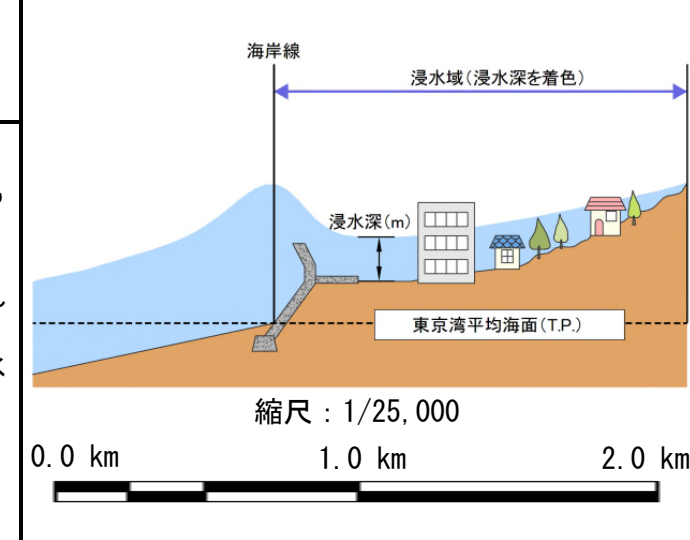 海岸線
浸水域(浸水深を着色)
浸水深(m)
東京湾平均海面(T.P.)
縮尺：1/25,000
0.0 km 1.0 km 2.0 km